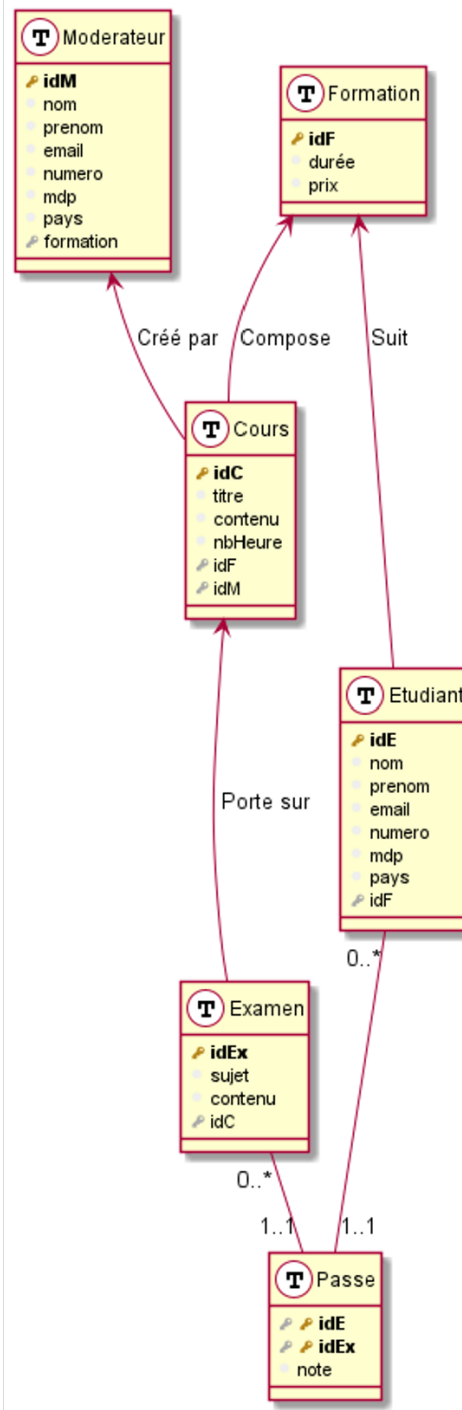 T Moderateur
idM
nom
prenom
email
numero
mdp
pays
formation
T Formation
idF
durée
prix
Créé par
Compose
Suit
T Cours
idC
titre
contenu
nbHeure
idF
idM
T Etudiant
idE
nom
prenom
email
numero
mdp
pays
idF
Porte sur
0..*
T Examen
idEx
sujet
contenu
idC
0..*
1..1
1..1
T Passe
idE
idEx
note